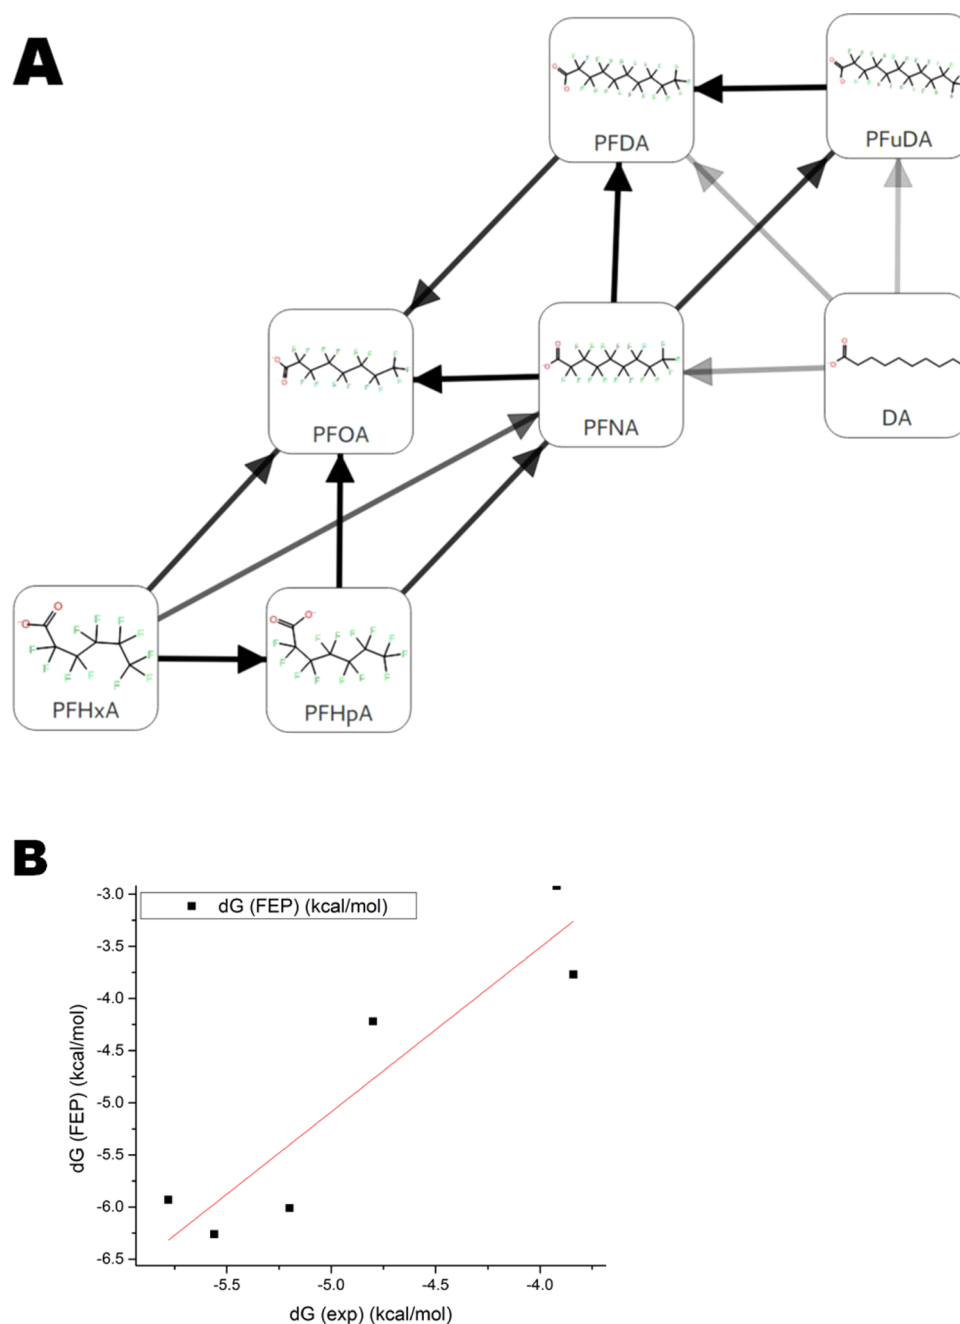 A
PFDA
PFuDA
PFOA
PFNA
DA
PFHxA
PFHpA
B
dG (FEP) (kcal/mol)
dG (FEP) (kcal/mol)
-3.0
-3.5
-4.0
-4.5
-5.0
-5.5
-6.0
-6.5
-5.5
-5.0
-4.5
-4.0
dG (exp) (kcal/mol)